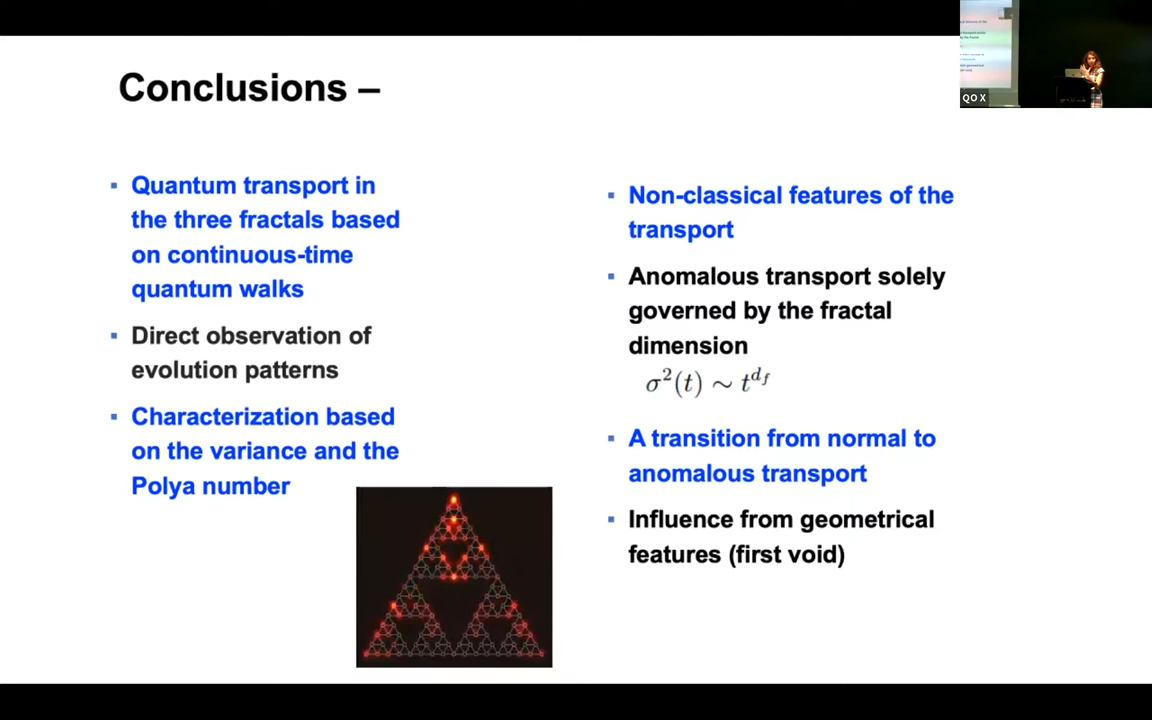 Conclusions –
▪ Quantum transport in
the three fractals based
on continuous-time
quantum walks
▪ Direct observation of
evolution patterns
▪ Characterization based
on the variance and the
Polya number
▪ Non-classical features of the
transport
▪ Anomalous transport solely
governed by the fractal
dimension
σ²(t) ∼ t^{d_f}
▪ A transition from normal to
anomalous transport
▪ Influence from geometrical
features (first void)
QO X